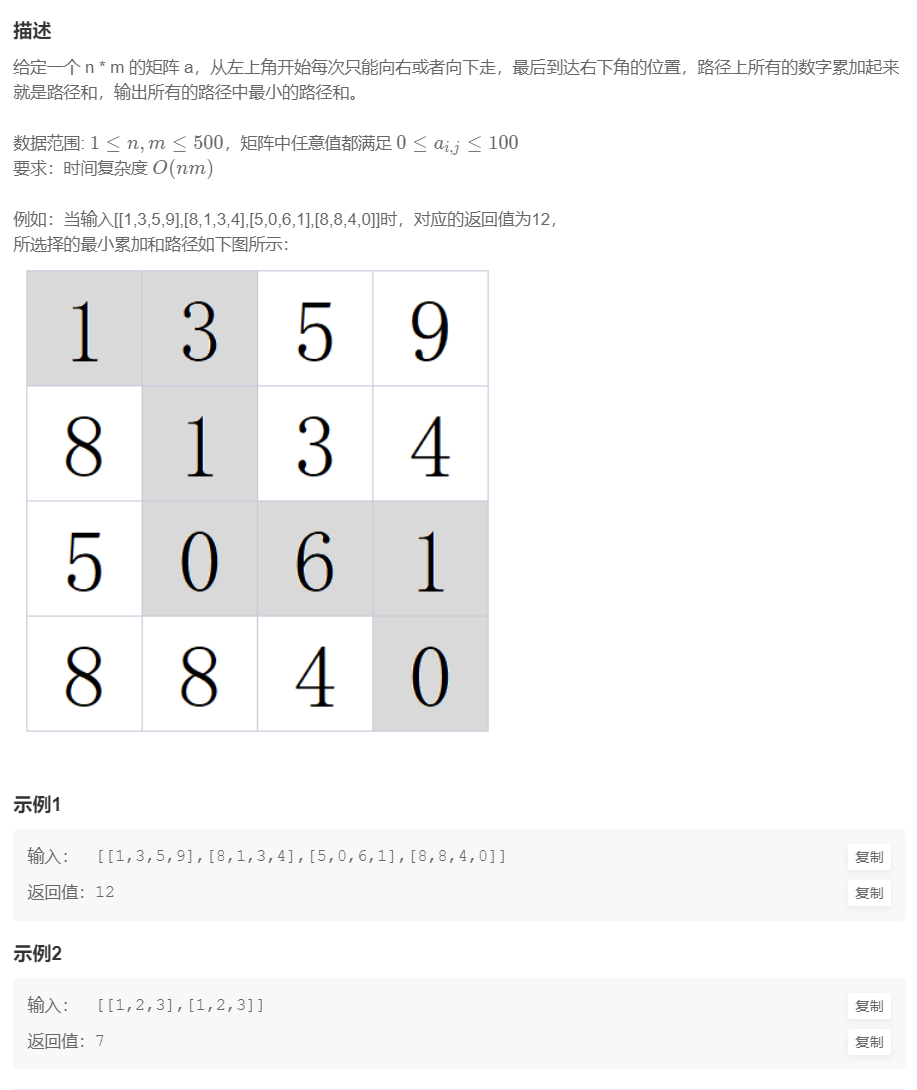 描述
给定一个 n * m 的矩阵 a，从左上角开始每次只能向右或者向下走，最后到达右下角的位置，路径上所有的数字累加起来
就是路径和，输出所有的路径中最小的路径和。
数据范围: 1 ≤ n, m ≤ 500，矩阵中任意值都满足 0 ≤ a_{i,j} ≤ 100
要求：时间复杂度 O(nm)
例如：当输入[[1,3,5,9],[8,1,3,4],[5,0,6,1],[8,8,4,0]]时，对应的返回值为12，
所选择的最小累加和路径如下图所示：
1 3 5 9
8 1 3 4
5 0 6 1
8 8 4 0
示例1
输入： [[1,3,5,9],[8,1,3,4],[5,0,6,1],[8,8,4,0]] 复制
返回值：12 复制
示例2
输入： [[1,2,3],[1,2,3]] 复制
返回值：7 复制